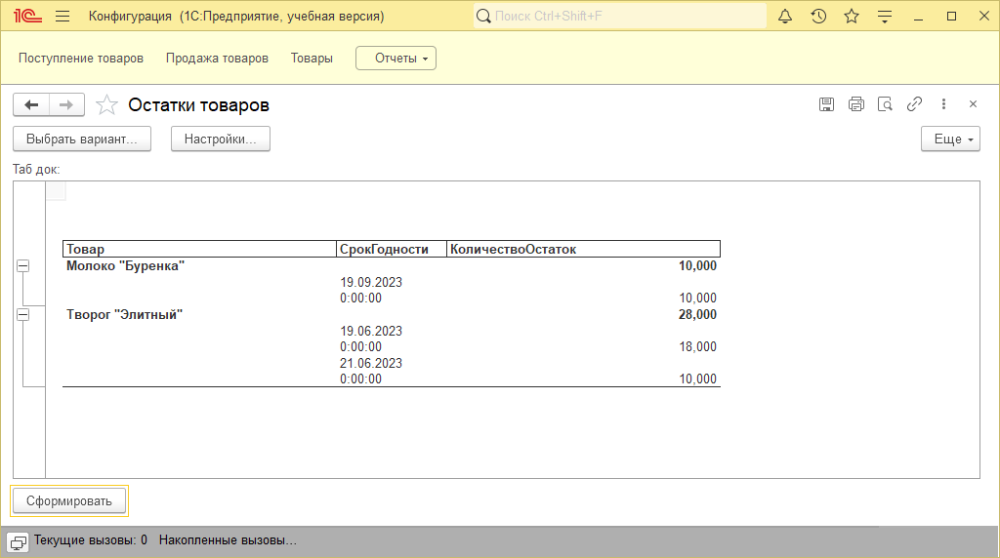 1С Конфигурация (1С:Предприятие, учебная версия) Поиск Ctrl+Shift+F
Поступление товаров Продажа товаров Товары Отчеты
Остатки товаров
Выбрать вариант... Настройки... Еще
Таб док:
Товар СрокГодности КоличествоОстаток
Молоко "Буренка" 10,000
19.09.2023
0:00:00 10,000
Творог "Элитный" 28,000
19.06.2023
0:00:00 18,000
21.06.2023
0:00:00 10,000
Сформировать
Текущие вызовы: 0 Накопленные вызовы...